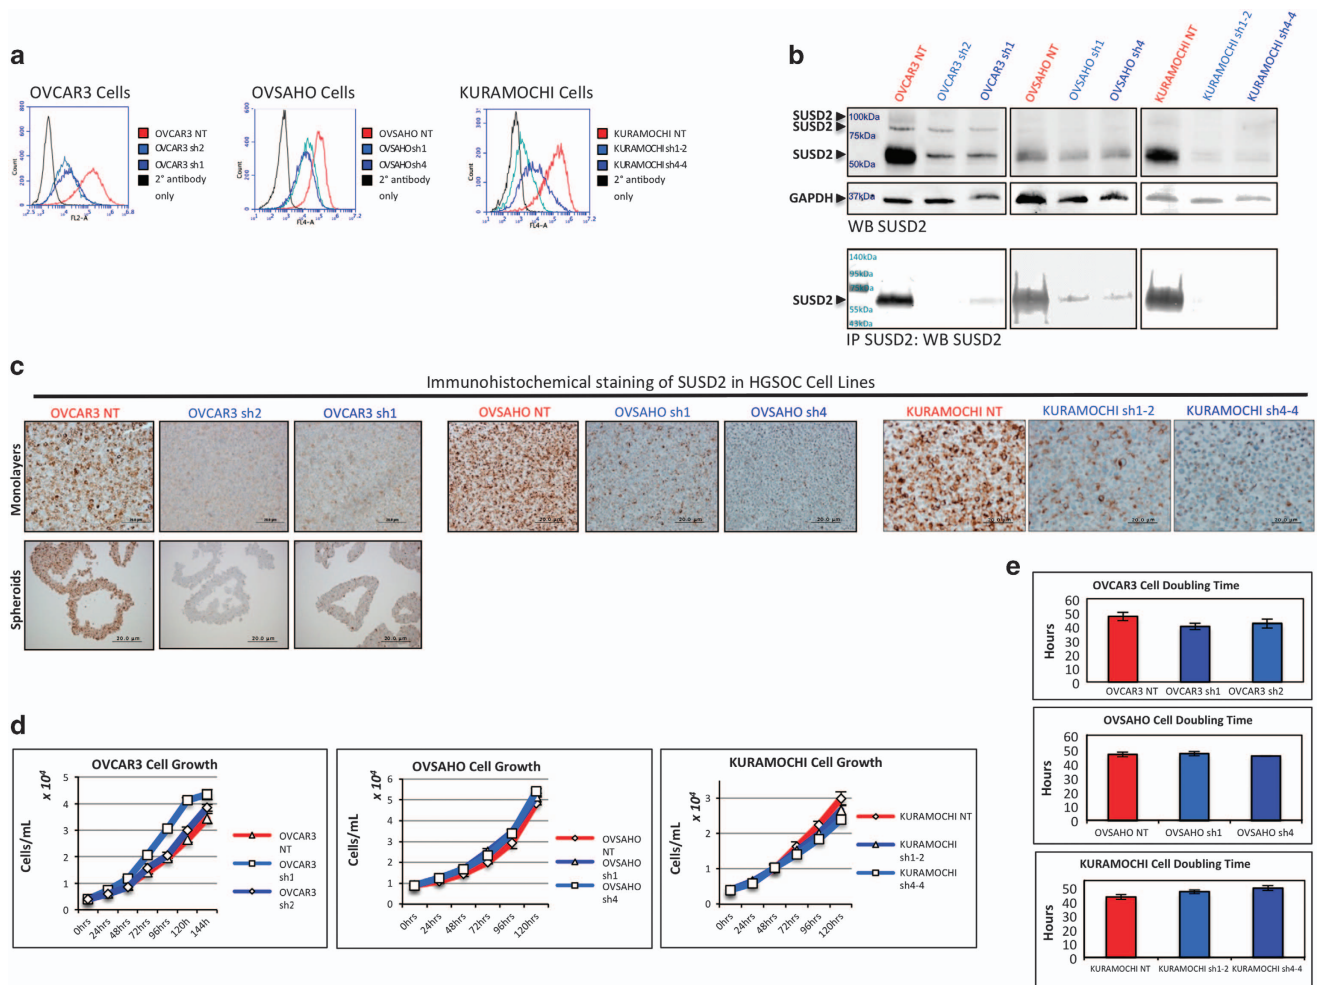 a
OVCAR3 Cells
OVCAR3 NT
OVCAR3 sh2
OVCAR3 sh1
2° antibody
only
Count
FL2-A
OVSAHO Cells
OVSAHO NT
OVSAHOsh1
OVSAHOsh4
2° antibody
only
Count
FL4-A
KURAMOCHI Cells
KURAMOCHI NT
KURAMOCHIsh1-2
KURAMOCHIsh4-4
2° antibody
only
Count
FL4-A
b
OVCAR3 NT
OVCAR3 sh2
OVCAR3 sh1
OVSAHO NT
OVSAHO sh1
OVSAHO sh4
KURAMOCHI NT
KURAMOCHI sh1-2
KURAMOCHI sh4-4
SUSD2 100kDa
SUSD2 75kDa
SUSD2 50kDa
GAPDH 37kDa
WB SUSD2
140kDa
95kDa
SUSD2
55kDa
43kDa
IP SUSD2: WB SUSD2
c
Immunohistochemical staining of SUSD2 in HGSOC Cell Lines
OVCAR3 NT OVCAR3 sh2 OVCAR3 sh1 OVSAHO NT OVSAHO sh1 OVSAHO sh4 KURAMOCHI NT KURAMOCHI sh1-2 KURAMOCHI sh4-4
Monolayers
20.0 µm 20.0 µm 20.0 µm 20.0 µm 20.0 µm 20.0 µm
Spheroids
20.0 µm 20.0 µm 20.0 µm
d
OVCAR3 Cell Growth
x 10⁴
Cells/mL
5
4
3
2
1
0
0hrs 24hrs 48hrs 72hrs 96hrs 120h 144h
OVCAR3
NT
OVCAR3
sh1
OVCAR3
sh2
OVSAHO Cell Growth
x 10⁴
Cells/mL
6
5
4
3
2
1
0
0hrs 24hrs 48hrs 72hrs 96hrs 120hrs
OVSAHO
NT
OVSAHO
sh1
OVSAHO
sh4
KURAMOCHI Cell Growth
x 10⁴
Cells/mL
3
2
1
0
0hrs 24hrs 48hrs 72hrs 96hrs 120hrs
KURAMOCHI NT
KURAMOCHI
sh1-2
KURAMOCHI
sh4-4
e
OVCAR3 Cell Doubling Time
Hours
60
50
40
30
20
10
0
OVCAR3 NT OVCAR3 sh1 OVCAR3 sh2
OVSAHO Cell Doubling Time
Hours
60
50
40
30
20
10
0
OVSAHO NT OVSAHO sh1 OVSAHO sh4
KURAMOCHI Cell Doubling Time
Hours
50
40
30
20
10
0
KURAMOCHI NT KURAMOCHI sh1-2 KURAMOCHI sh4-4